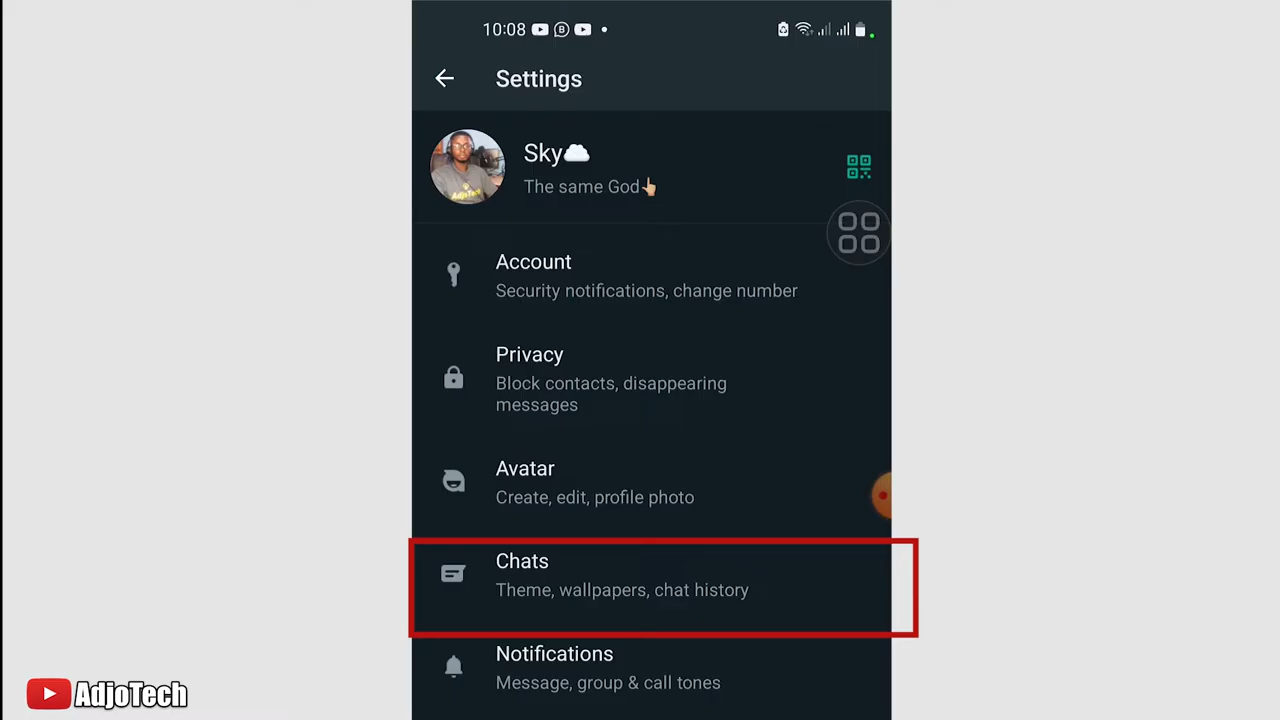 10:08
Settings
Sky☁️
The same God👆🏼
Account
Security notifications, change number
Privacy
Block contacts, disappearing
messages
Avatar
Create, edit, profile photo
Chats
Theme, wallpapers, chat history
Notifications
Message, group & call tones
AdjoTech